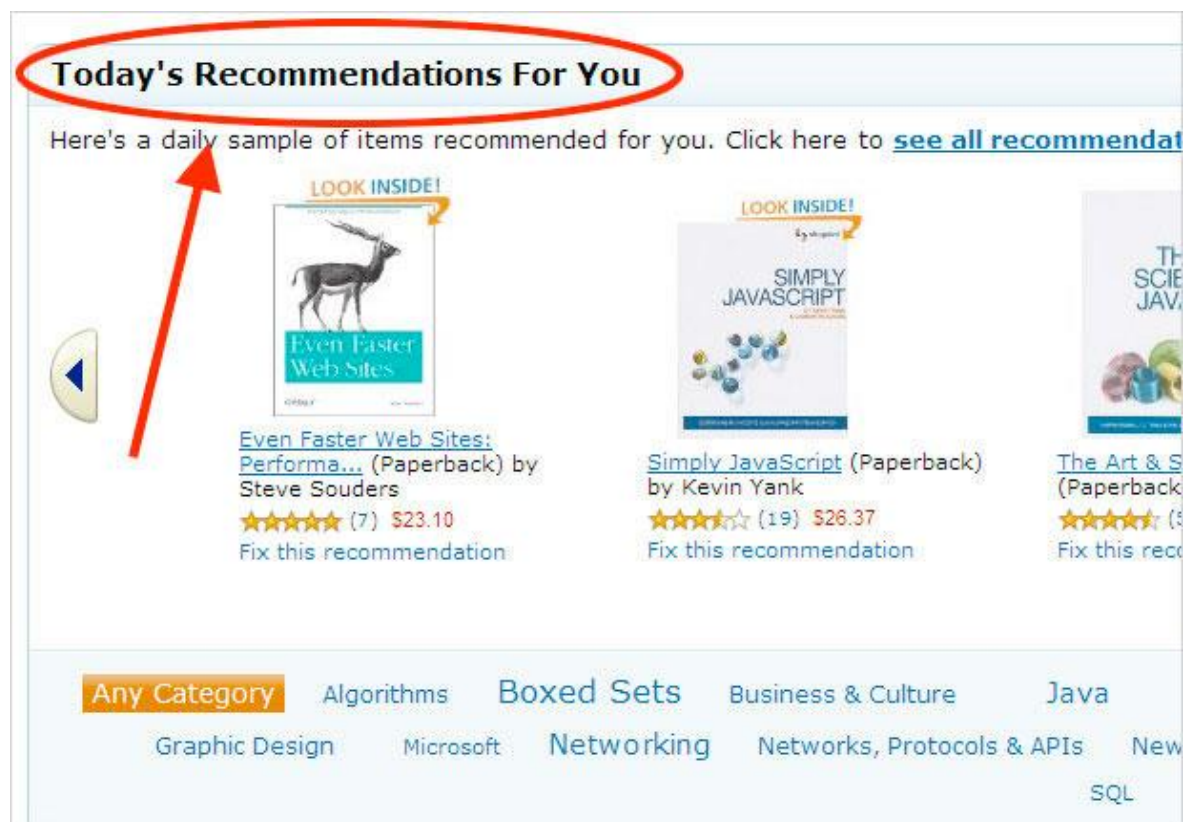 Today's Recommendations For You
Here's a daily sample of items recommended for you. Click here to see all recommendat
LOOK INSIDE!
Even Faster
Web Sites
Even Faster Web Sites:
Performa... (Paperback) by
Steve Souders
(7) $23.10
Fix this recommendation
LOOK INSIDE!
SIMPLY
JAVASCRIPT
Simply JavaScript (Paperback)
by Kevin Yank
(19) $26.37
Fix this recommendation
TH
SCIE
JAVA
The Art & S
(Paperback
(5
Fix this reco
Any Category Algorithms Boxed Sets Business & Culture Java
Graphic Design Microsoft Networking Networks, Protocols & APIs New
SQL